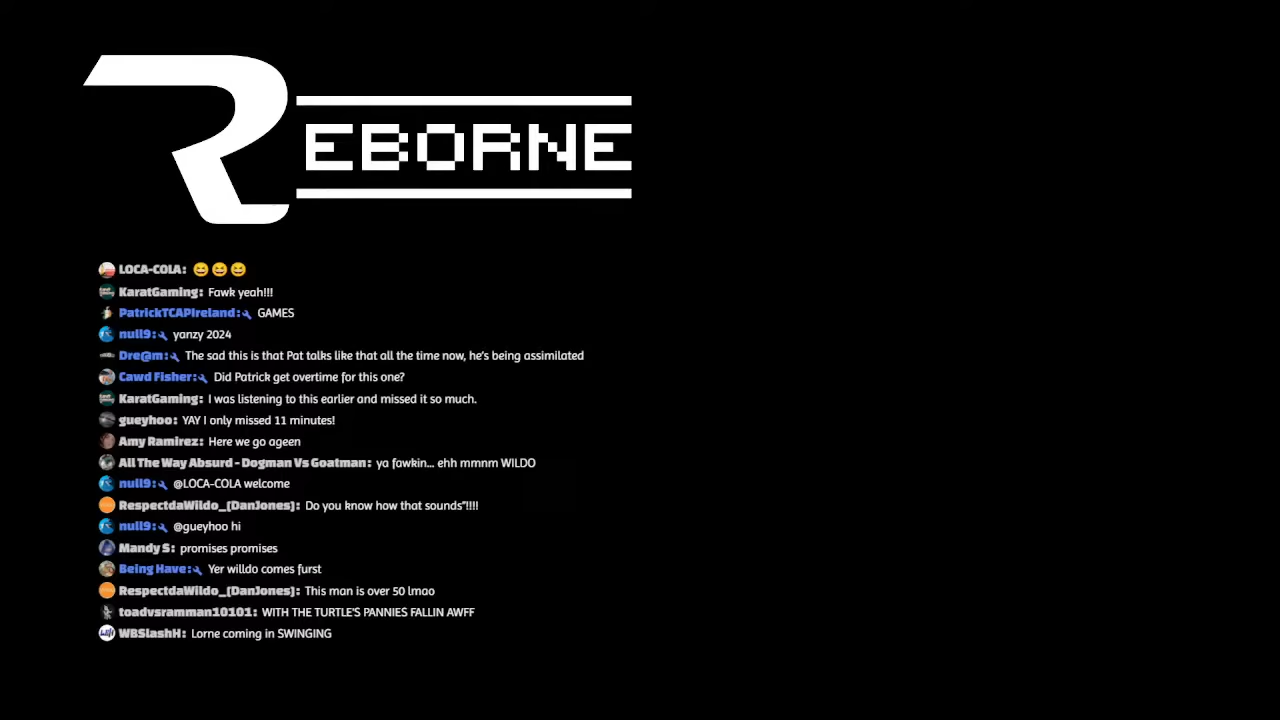 REBORNE
LOCA-COLA: 😆😆😆
KaratGaming: Fawk yeah!!!
PatrickTCAPIreland: GAMES
null9: yanzy 2024
Dre@m: The sad this is that Pat talks like that all the time now, he's being assimilated
Cawd Fisher: Did Patrick get overtime for this one?
KaratGaming: I was listening to this earlier and missed it so much.
gueyhoo: YAY I only missed 11 minutes!
Amy Ramirez: Here we go ageen
All The Way Absurd - Dogman Vs Goatman: ya fawkin... ehh mmnm WILDO
null9: @LOCA-COLA welcome
RespectdaWildo_(DanJones): Do you know how that sounds"!!!!
null9: @gueyhoo hi
Mandy S: promises promises
Being Have: Yer willdo comes furst
RespectdaWildo_(DanJones): This man is over 50 lmao
toadvsramman10101: WITH THE TURTLE'S PANNIES FALLIN AWFF
WBSlashH: Lorne coming in SWINGING